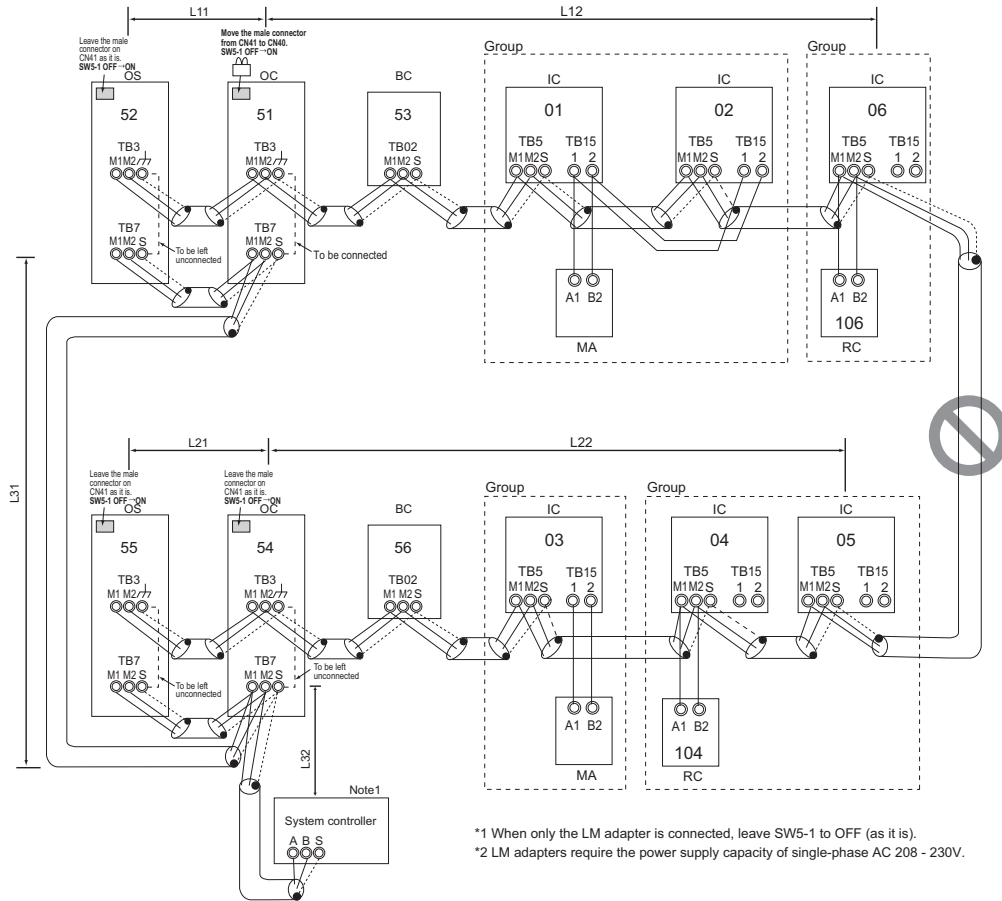 L11
L12
Leave the male
connector on
CN41 as it is.
SW5-1 OFF→ON
Move the male connector
from CN41 to CN40.
SW5-1 OFF→ON
OS
OC
BC
Group
IC
IC
Group
IC
52
51
53
01
02
06
TB3
M1M2
TB3
M1M2
TB02
M1M2 S
TB5
M1M2S
TB15
1 2
TB5
M1M2S
TB15
1 2
TB5
M1M2S
TB15
1 2
TB7
M1M2 S
To be left
unconnected
TB7
M1M2 S
To be connected
A1 B2
MA
A1 B2
106
RC
L31
L21
L22
Leave the male
connector on
CN41 as it is.
SW5-1 OFF→ON
Leave the male
connector on
CN41 as it is.
SW5-1 OFF→ON
OS
OC
BC
Group
IC
Group
IC
IC
55
54
56
03
04
05
TB3
M1 M2
TB3
M1 M2
TB02
M1M2 S
TB5
M1M2S
TB15
1 2
TB5
M1M2S
TB15
1 2
TB5
M1M2S
TB15
1 2
TB7
M1 M2 S
To be left
unconnected
TB7
M1 M2 S
To be left
unconnected
L32
A1 B2
MA
A1 B2
104
RC
Note1
System controller
A B S
*1 When only the LM adapter is connected, leave SW5-1 to OFF (as it is).
*2 LM adapters require the power supply capacity of single-phase AC 208 - 230V.